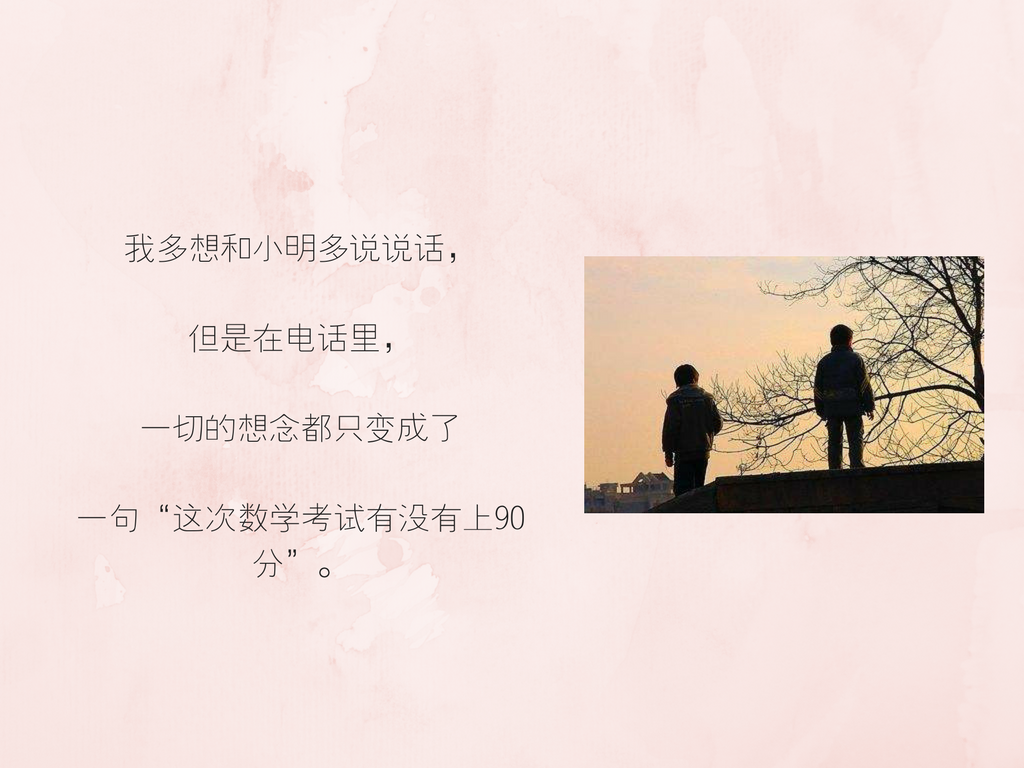 我多想和小明多说说话，
但是在电话里，
一切的想念都只变成了
一句“这次数学考试有没有上90
分”。